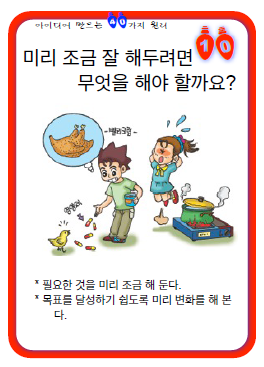 아이디어 만드는 40가지 원리
미리 조금 잘 해두려면
무엇을 해야 할까요?
10
* 필요한 것을 미리 조금 해 둔다.
* 목표를 달성하기 쉽도록 미리 변화를 해 본
다.